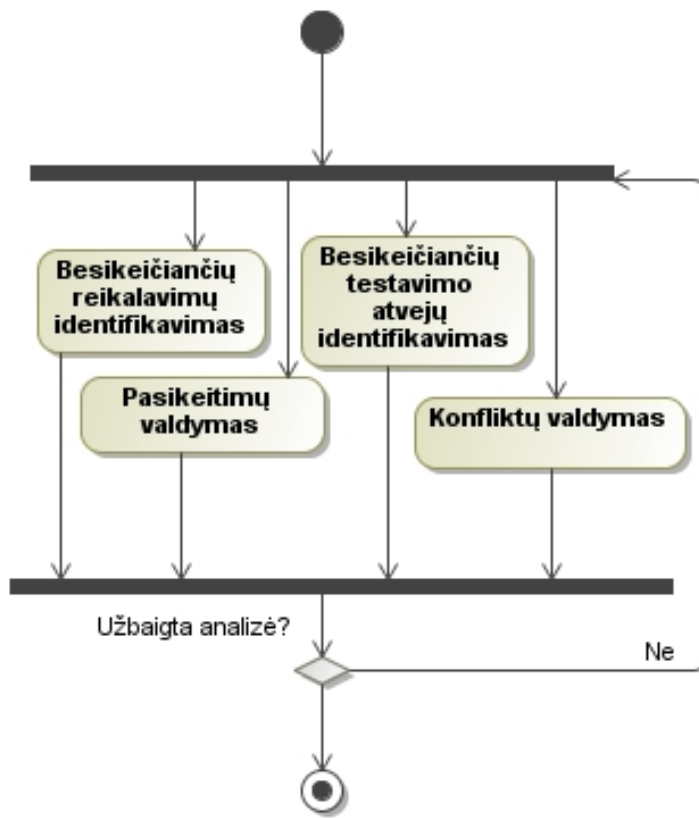 Besikeičiančių
reikalavimų
identifikavimas
Besikeičiančių
testavimo
atvejų
identifikavimas
Pasikeitimų
valdymas
Konfliktų valdymas
Užbaigta analizė?
Ne